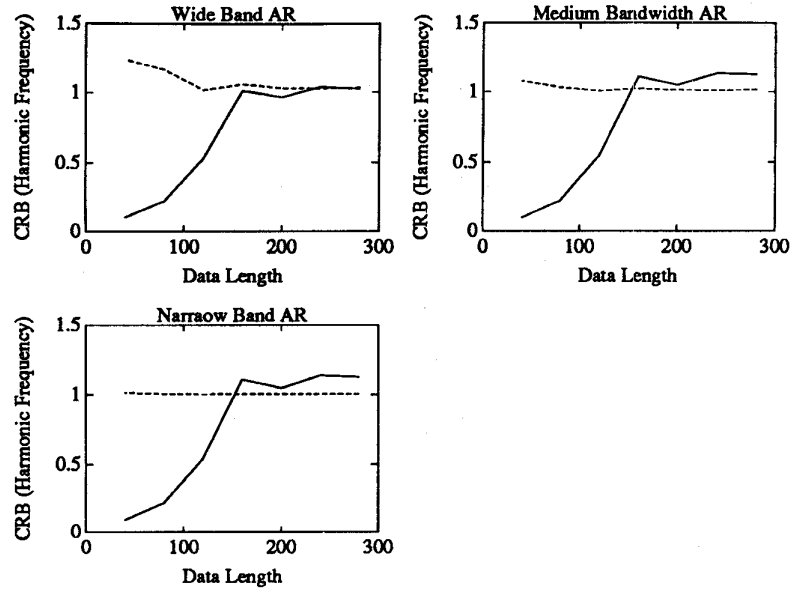 Wide Band AR
CRB (Harmonic Frequency)
1.5
1
0.5
0
0
100
200
300
Data Length
Medium Bandwidth AR
CRB (Harmonic Frequency)
1.5
1
0.5
0
0
100
200
300
Data Length
Narraow Band AR
CRB (Harmonic Frequency)
1.5
1
0.5
0
0
100
200
300
Data Length